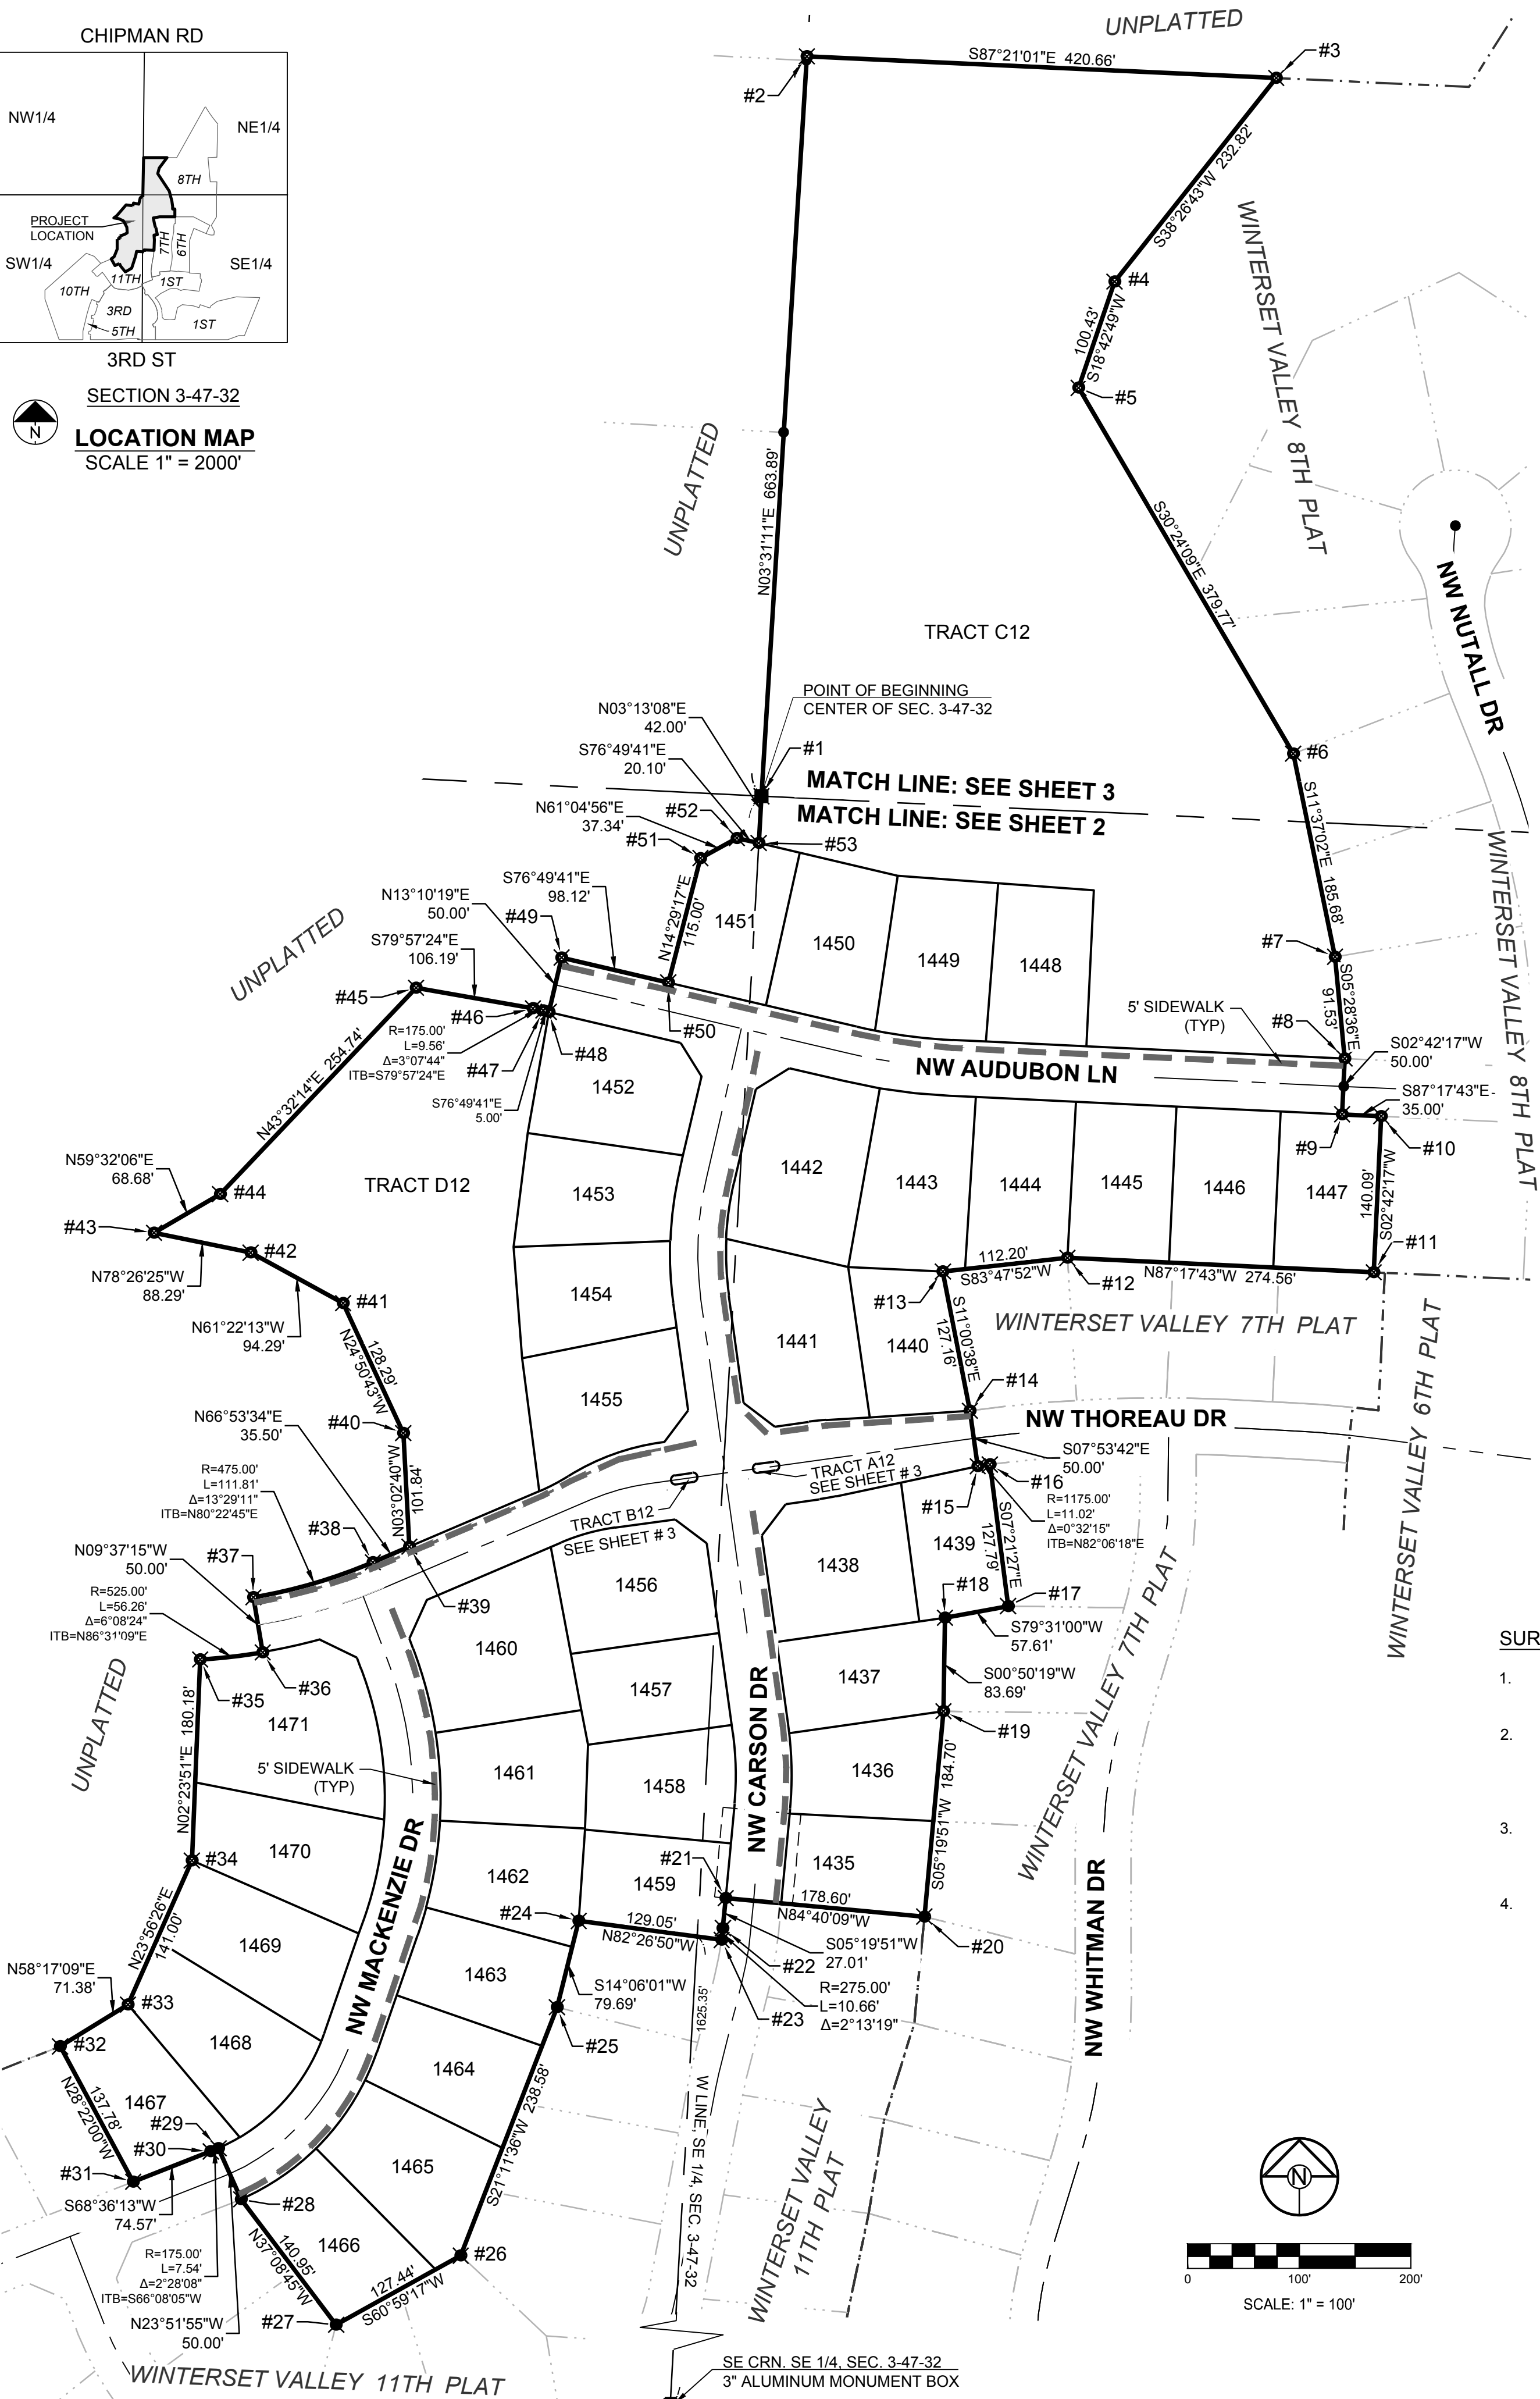 CHIPMAN RD
NW1/4
NE1/4
8TH
PROJECT
LOCATION
7TH
6TH
SW1/4
SE1/4
11TH
1ST
10TH
3RD
1ST
5TH
3RD ST
SECTION 3-47-32
N
LOCATION MAP
SCALE 1" = 2000'
UNPLATTED
S87°21'01"E 420.66'
#2
#3
S38°26'43"W 232.82'
#4
100.43'
S18°42'49"W
#5
WINTERSET VALLEY 8TH PLAT
UNPLATTED
N03°31'11"E 663.89'
S30°24'09"E 379.77'
NW NUTALL DR
TRACT C12
POINT OF BEGINNING
CENTER OF SEC. 3-47-32
N03°13'08"E
42.00'
#1
S76°49'41"E
20.10'
#6
MATCH LINE: SEE SHEET 3
MATCH LINE: SEE SHEET 2
N61°04'56"E
37.34'
#52
#51
#53
S11°37'02"E 185.68'
WINTERSET VALLEY 8TH PLAT
S76°49'41"E
98.12'
N13°10'19"E
50.00'
#49
N14°29'17"E
115.00'
1451
1450
1449
1448
#7
S05°28'36"E
91.53'
UNPLATTED
S79°57'24"E
106.19'
#45
#46
R=175.00'
L=9.56'
Δ=3°07'44"
ITB=S79°57'24"E
#47
#48
#50
S76°49'41"E
5.00'
5' SIDEWALK
(TYP)
#8
S02°42'17"W
50.00'
NW AUDUBON LN
S87°17'43"E
35.00'
#9
#10
1452
N43°32'14"E 254.74'
N59°32'06"E
68.68'
#44
#43
TRACT D12
1453
1442
1443
1444
1445
1446
1447
140.09'
S02°42'17"W
#11
#42
N78°26'25"W
88.29'
N61°22'13"W
94.29'
#41
1454
1441
1440
112.20'
S83°47'52"W
#13
#12
N87°17'43"W 274.56'
S11°00'38"E
127.16'
WINTERSET VALLEY 7TH PLAT
WINTERSET VALLEY 6TH PLAT
128.29'
N24°50'43"W
1455
#14
NW THOREAU DR
N66°53'34"E
35.50'
#40
S07°53'42"E
50.00'
R=475.00'
L=111.81'
Δ=13°29'11"
ITB=N80°22'45"E
N03°02'40"W
101.84'
TRACT A12
SEE SHEET # 3
#15
#16
R=1175.00'
L=11.02'
Δ=0°32'15"
ITB=N82°06'18"E
TRACT B12
SEE SHEET # 3
#38
N09°37'15"W
50.00'
#37
#39
R=525.00'
L=56.26'
Δ=6°08'24"
ITB=N86°31'09"E
1456
1438
1439
S07°21'27"E
127.79'
#17
#18
S79°31'00"W
57.61'
#35
#36
1460
1457
1437
S00°50'19"W
83.69'
#19
UNPLATTED
N02°23'51"E 180.18'
1471
5' SIDEWALK
(TYP)
1461
1458
NW CARSON DR
1436
S05°19'51"W 184.70'
WINTERSET VALLEY 7TH PLAT
NW WHITMAN DR
#34
1470
NW MACKENZIE DR
1462
1459
#21
1435
178.60'
N84°40'09"W
#20
#24
129.05'
N82°26'50"W
S05°19'51"W
27.01'
#22
R=275.00'
L=10.66'
Δ=2°13'19"
#23
N23°56'26"E
141.00'
1469
1463
S14°06'01"W
79.69'
#25
N58°17'09"E
71.38'
#33
#32
1468
1464
1625.35'
S21°11'36"W 238.58'
W LINE, SE 1/4, SEC. 3-47-32
WINTERSET VALLEY
11TH PLAT
137.78'
N28°22'00"W
1467
#29
#30
#31
S68°36'13"W
74.57'
1465
#28
140.95'
N37°08'45"W
1466
#26
R=175.00'
L=7.54'
Δ=2°28'08"
ITB=S66°08'05"W
N23°51'55"W
50.00'
#27
127.44'
S60°59'17"W
WINTERSET VALLEY 11TH PLAT
SE CRN. SE 1/4, SEC. 3-47-32
3" ALUMINUM MONUMENT BOX
N
0 100' 200'
SCALE: 1" = 100'
SUR
1.
2.
3.
4.